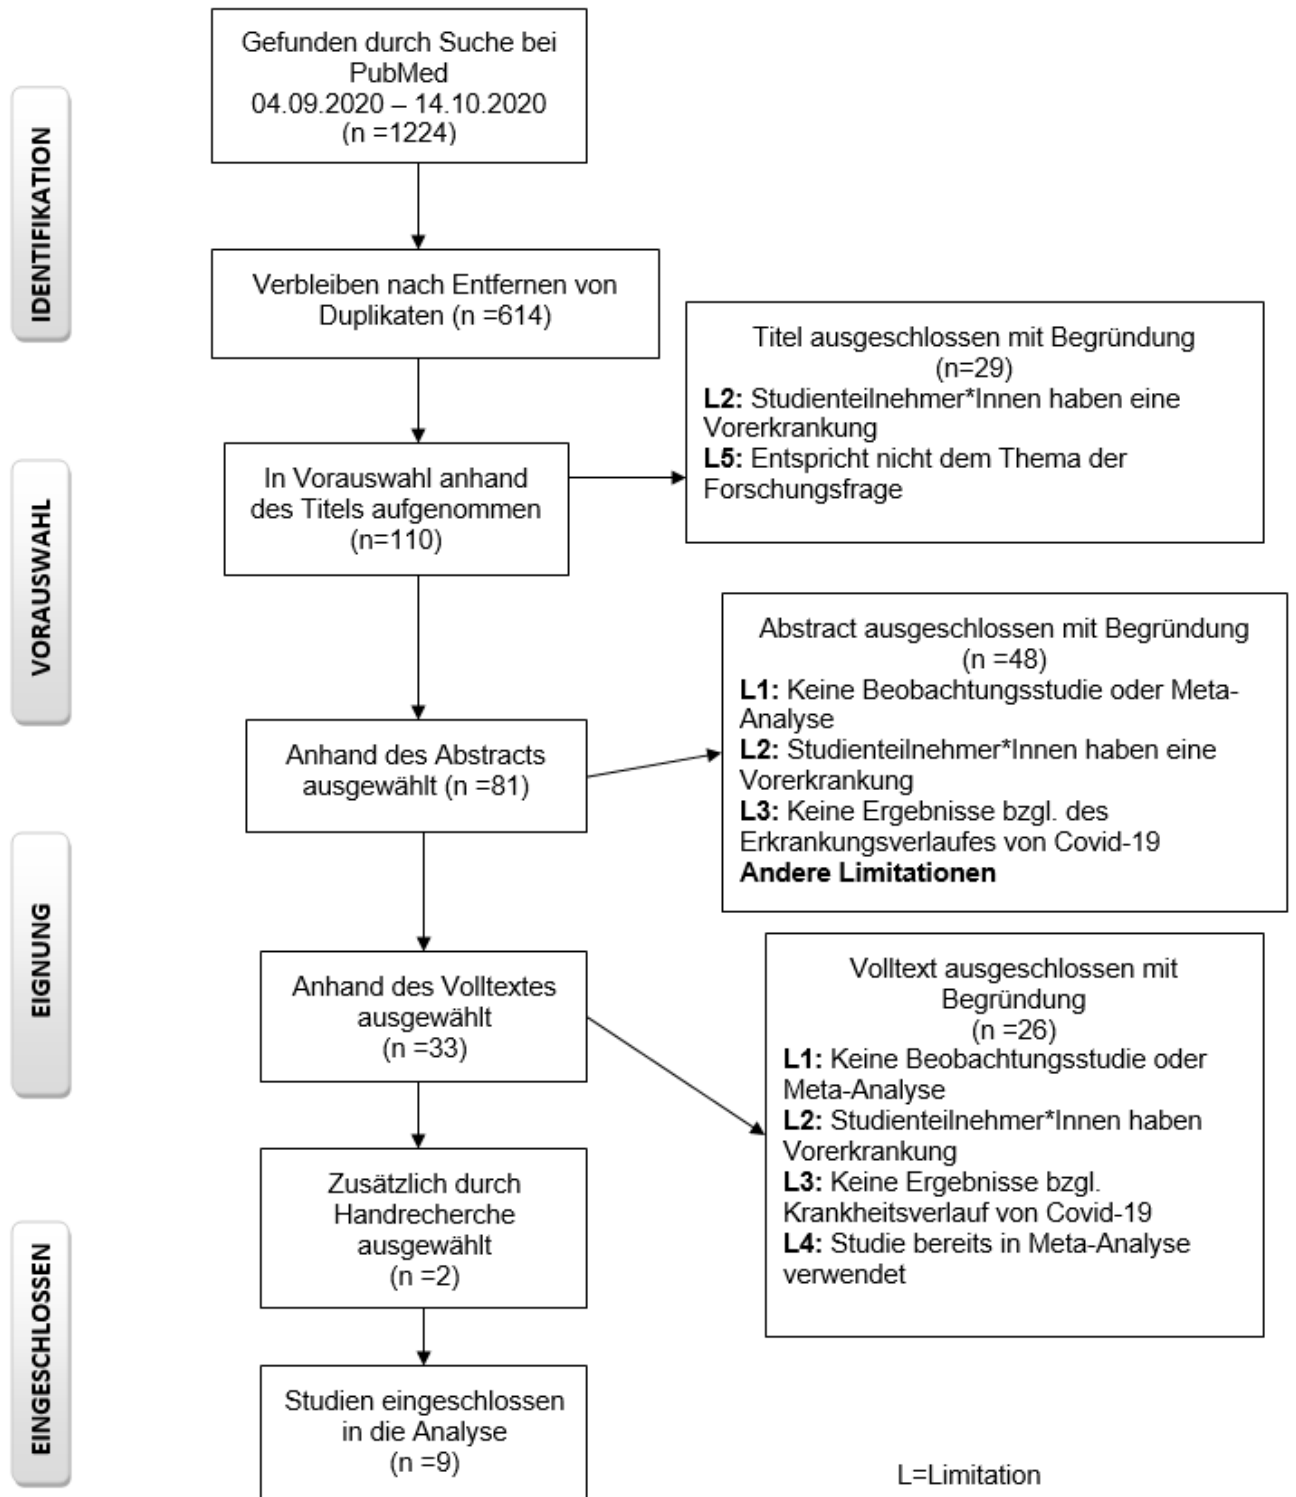 IDENTIFIKATION
Gefunden durch Suche bei
PubMed
04.09.2020 – 14.10.2020
(n =1224)
Verbleiben nach Entfernen von
Duplikaten (n =614)
VORAUSWAHL
In Vorauswahl anhand
des Titels aufgenommen
(n=110)
Titel ausgeschlossen mit Begründung
(n=29)
L2: Studienteilnehmer*Innen haben eine
Vorerkrankung
L5: Entspricht nicht dem Thema der
Forschungsfrage
Anhand des Abstracts
ausgewählt (n =81)
Abstract ausgeschlossen mit Begründung
(n =48)
L1: Keine Beobachtungsstudie oder Meta-
Analyse
L2: Studienteilnehmer*Innen haben eine
Vorerkrankung
L3: Keine Ergebnisse bzgl. des
Erkrankungsverlaufes von Covid-19
Andere Limitationen
EIGNUNG
Anhand des Volltextes
ausgewählt
(n =33)
Volltext ausgeschlossen mit
Begründung
(n =26)
L1: Keine Beobachtungsstudie oder
Meta-Analyse
L2: Studienteilnehmer*Innen haben
Vorerkrankung
L3: Keine Ergebnisse bzgl.
Krankheitsverlauf von Covid-19
L4: Studie bereits in Meta-Analyse
verwendet
Zusätzlich durch
Handrecherche
ausgewählt
(n =2)
EINGESCHLOSSEN
Studien eingeschlossen
in die Analyse
(n =9)
L=Limitation